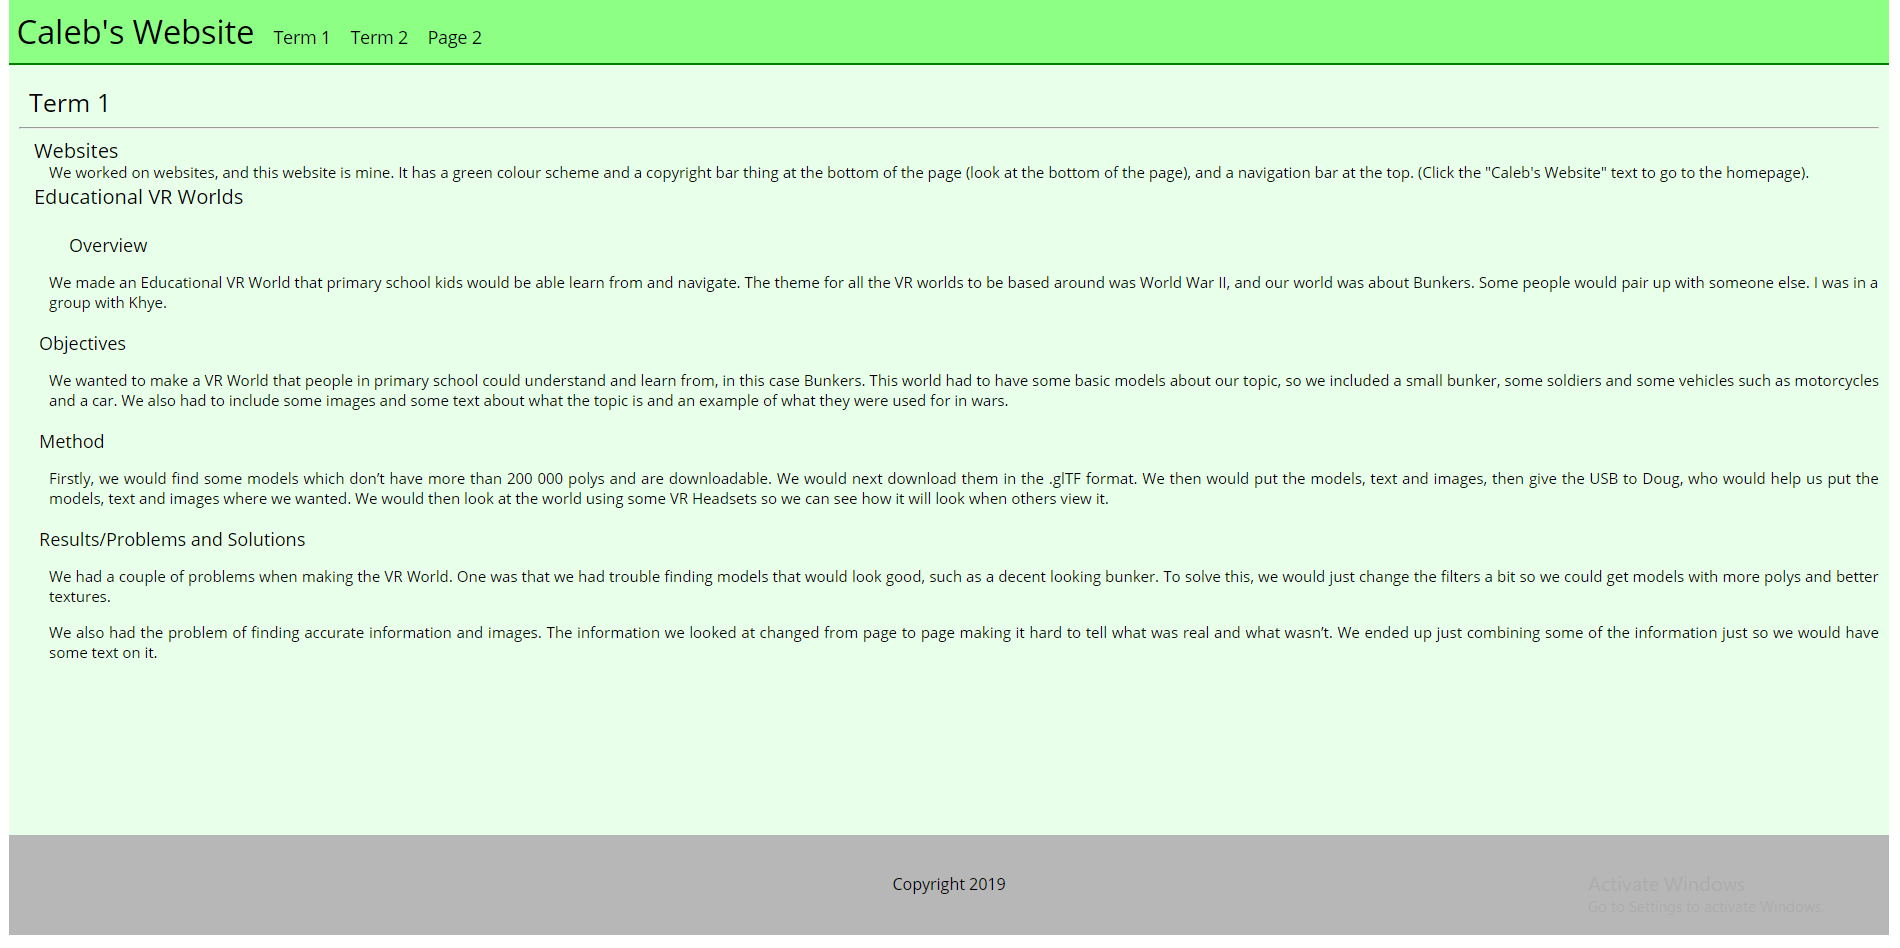 Caleb's Website Term 1 Term 2 Page 2
Term 1
Websites
We worked on websites, and this website is mine. It has a green colour scheme and a copyright bar thing at the bottom of the page (look at the bottom of the page), and a navigation bar at the top. (Click the "Caleb's Website" text to go to the homepage).
Educational VR Worlds
Overview
We made an Educational VR World that primary school kids would be able learn from and navigate. The theme for all the VR worlds to be based around was World War II, and our world was about Bunkers. Some people would pair up with someone else. I was in a
group with Khye.
Objectives
We wanted to make a VR World that people in primary school could understand and learn from, in this case Bunkers. This world had to have some basic models about our topic, so we included a small bunker, some soldiers and some vehicles such as motorcycles
and a car. We also had to include some images and some text about what the topic is and an example of what they were used for in wars.
Method
Firstly, we would find some models which don’t have more than 200 000 polys and are downloadable. We would next download them in the .glTF format. We then would put the models, text and images, then give the USB to Doug, who would help us put the
models, text and images where we wanted. We would then look at the world using some VR Headsets so we can see how it will look when others view it.
Results/Problems and Solutions
We had a couple of problems when making the VR World. One was that we had trouble finding models that would look good, such as a decent looking bunker. To solve this, we would just change the filters a bit so we could get models with more polys and better
textures.
We also had the problem of finding accurate information and images. The information we looked at changed from page to page making it hard to tell what was real and what wasn’t. We ended up just combining some of the information just so we would have
some text on it.
Copyright 2019
Activate Windows
Go to Settings to activate Windows.